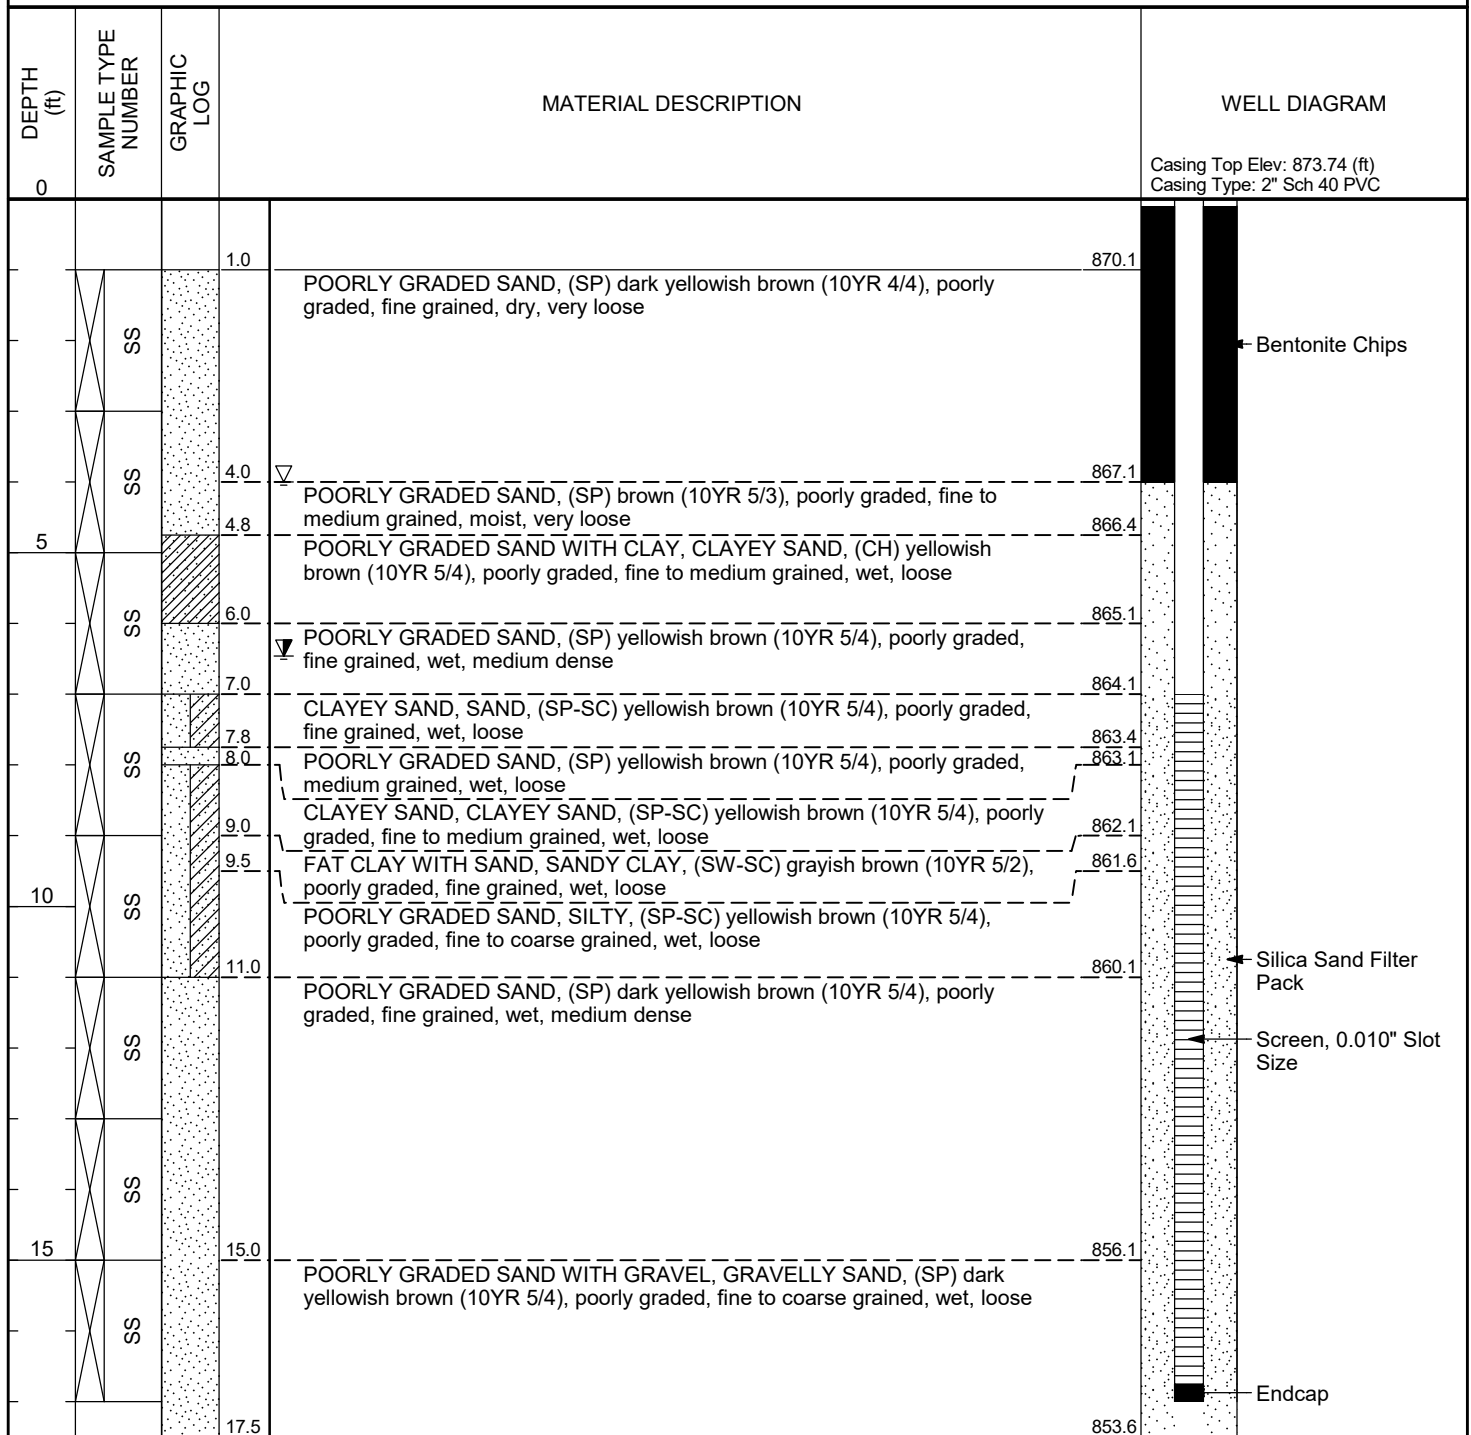 DEPTH
(ft)
SAMPLE TYPE
NUMBER
GRAPHIC
LOG
MATERIAL DESCRIPTION
WELL DIAGRAM
Casing Top Elev: 873.74 (ft)
Casing Type: 2" Sch 40 PVC
0
1.0
870.1
POORLY GRADED SAND, (SP) dark yellowish brown (10YR 4/4), poorly
graded, fine grained, dry, very loose
SS
Bentonite Chips
4.0
867.1
SS
POORLY GRADED SAND, (SP) brown (10YR 5/3), poorly graded, fine to
medium grained, moist, very loose
4.8
866.4
5
POORLY GRADED SAND WITH CLAY, CLAYEY SAND, (CH) yellowish
brown (10YR 5/4), poorly graded, fine to medium grained, wet, loose
6.0
865.1
SS
POORLY GRADED SAND, (SP) yellowish brown (10YR 5/4), poorly graded,
fine grained, wet, medium dense
7.0
864.1
CLAYEY SAND, SAND, (SP-SC) yellowish brown (10YR 5/4), poorly graded,
fine grained, wet, loose
7.8
863.4
8.0
863.1
SS
POORLY GRADED SAND, (SP) yellowish brown (10YR 5/4), poorly graded,
medium grained, wet, loose
CLAYEY SAND, CLAYEY SAND, (SP-SC) yellowish brown (10YR 5/4), poorly
graded, fine to medium grained, wet, loose
9.0
862.1
FAT CLAY WITH SAND, SANDY CLAY, (SW-SC) grayish brown (10YR 5/2),
poorly graded, fine grained, wet, loose
9.5
861.6
10
SS
POORLY GRADED SAND, SILTY, (SP-SC) yellowish brown (10YR 5/4),
poorly graded, fine to coarse grained, wet, loose
11.0
860.1
Silica Sand Filter
Pack
POORLY GRADED SAND, (SP) dark yellowish brown (10YR 5/4), poorly
graded, fine grained, wet, medium dense
SS
Screen, 0.010" Slot
Size
SS
15
15.0
856.1
POORLY GRADED SAND WITH GRAVEL, GRAVELLY SAND, (SP) dark
yellowish brown (10YR 5/4), poorly graded, fine to coarse grained, wet, loose
SS
Endcap
17.5
853.6